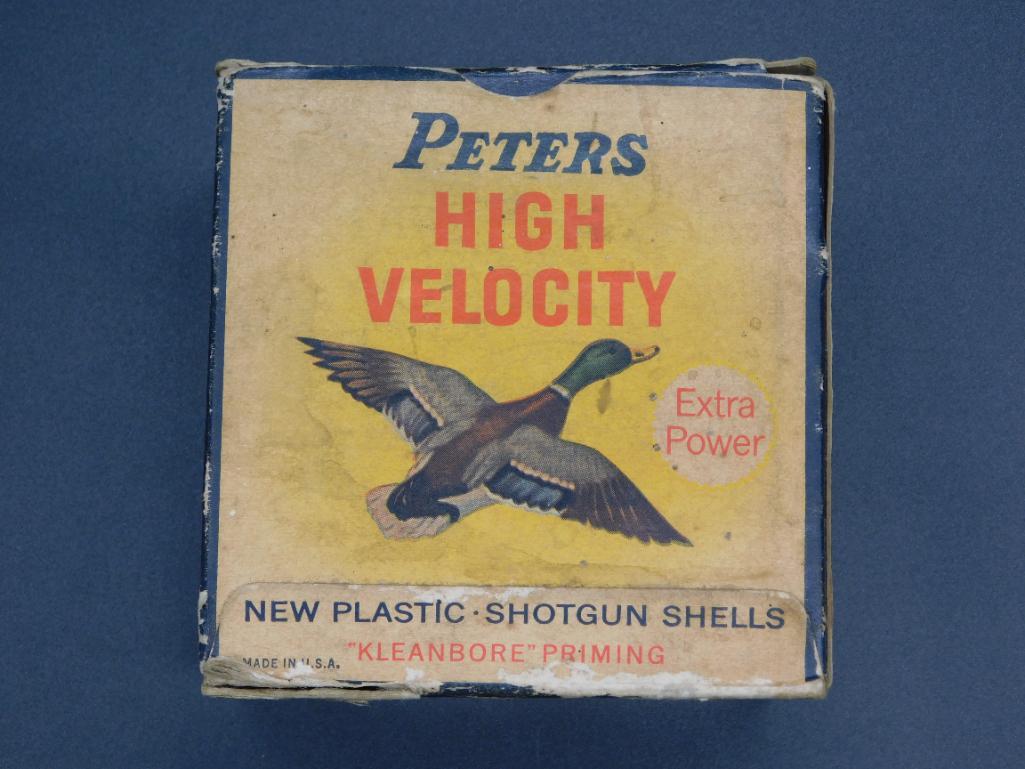 PETERS
HIGH
VELOCITY
Extra
Power
NEW PLASTIC · SHOTGUN SHELLS
"KLEANBORE" PRIMING
MADE IN U.S.A.